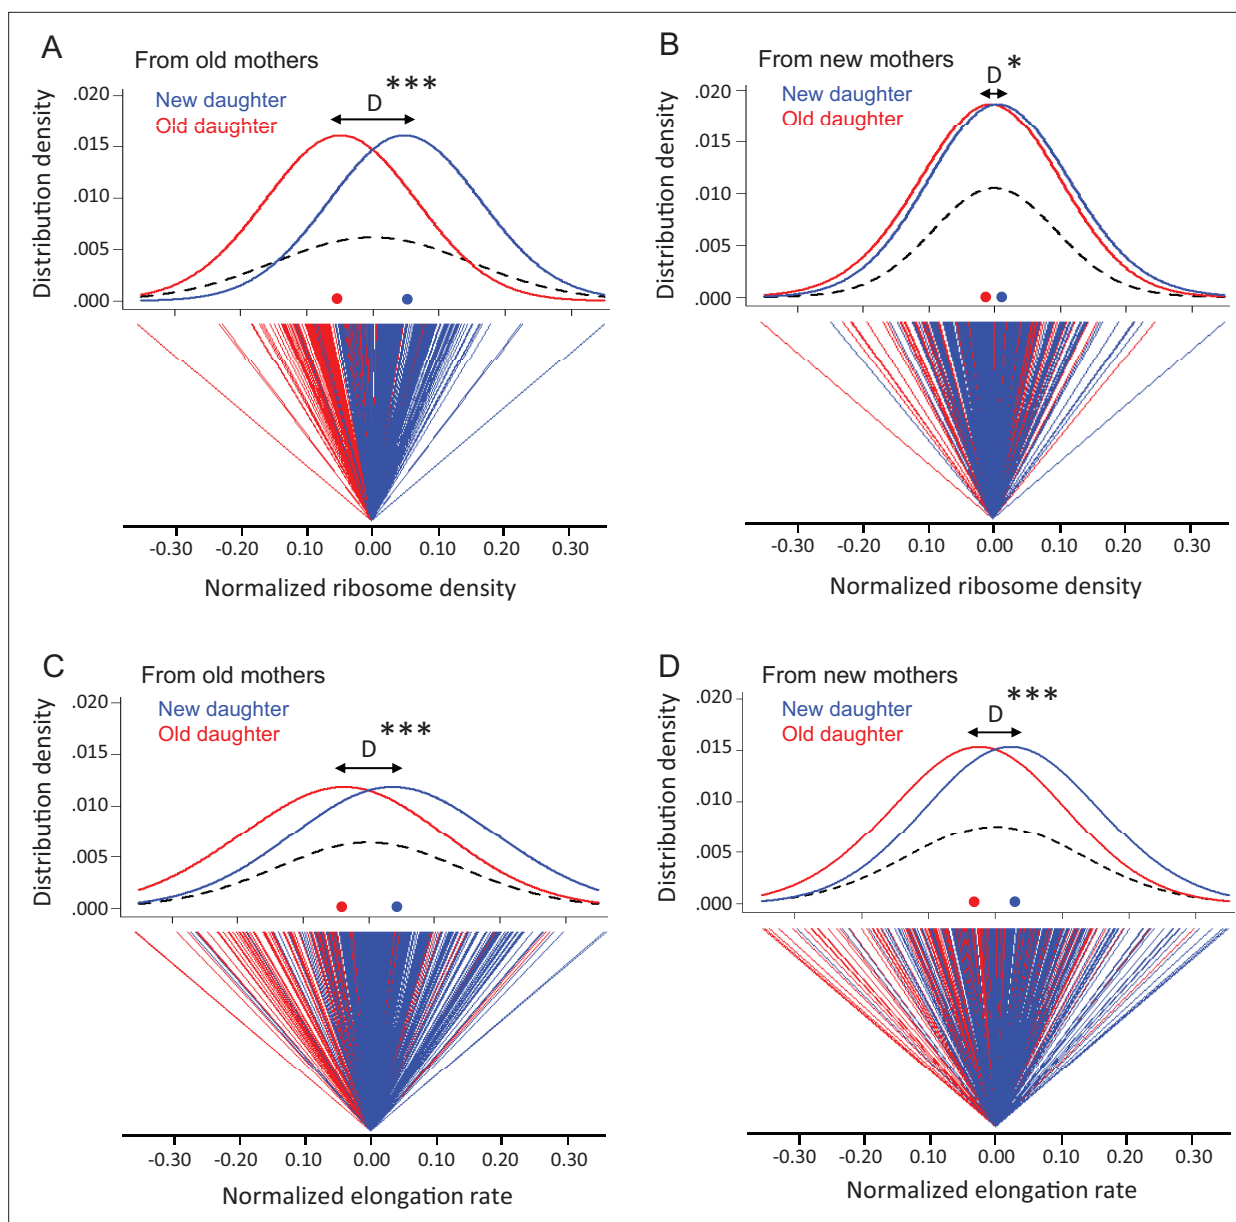 A
From old mothers
New daughter
Old daughter
D ***
Distribution density
.020
.015
.010
.005
.000
-0.30 -0.20 0.10 0.00 0.10 0.20 0.30
Normalized ribosome density
B
From new mothers
New daughter
Old daughter
D *
Distribution density
.020
.015
.010
.005
.000
-0.30 -0.20 0.10 0.00 0.10 0.20 0.30
Normalized ribosome density
C
From old mothers
New daughter
Old daughter
D ***
Distribution density
.020
.015
.010
.005
.000
-0.30 -0.20 0.10 0.00 0.10 0.20 0.30
Normalized elongation rate
D
From new mothers
New daughter
Old daughter
D ***
Distribution density
.020
.015
.010
.005
.000
-0.30 -0.20 0.10 0.00 0.10 0.20 0.30
Normalized elongation rate